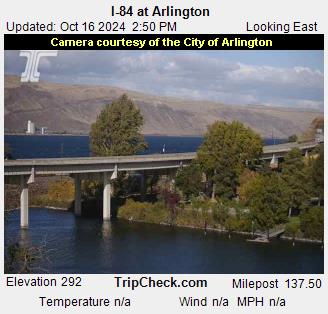 I-84 at Arlington
Updated: Oct 16 2024 2:50 PM Looking East
Camera courtesy of the City of Arlington
Elevation 292 TripCheck.com Milepost 137.50
Temperature n/a Wind n/a MPH n/a